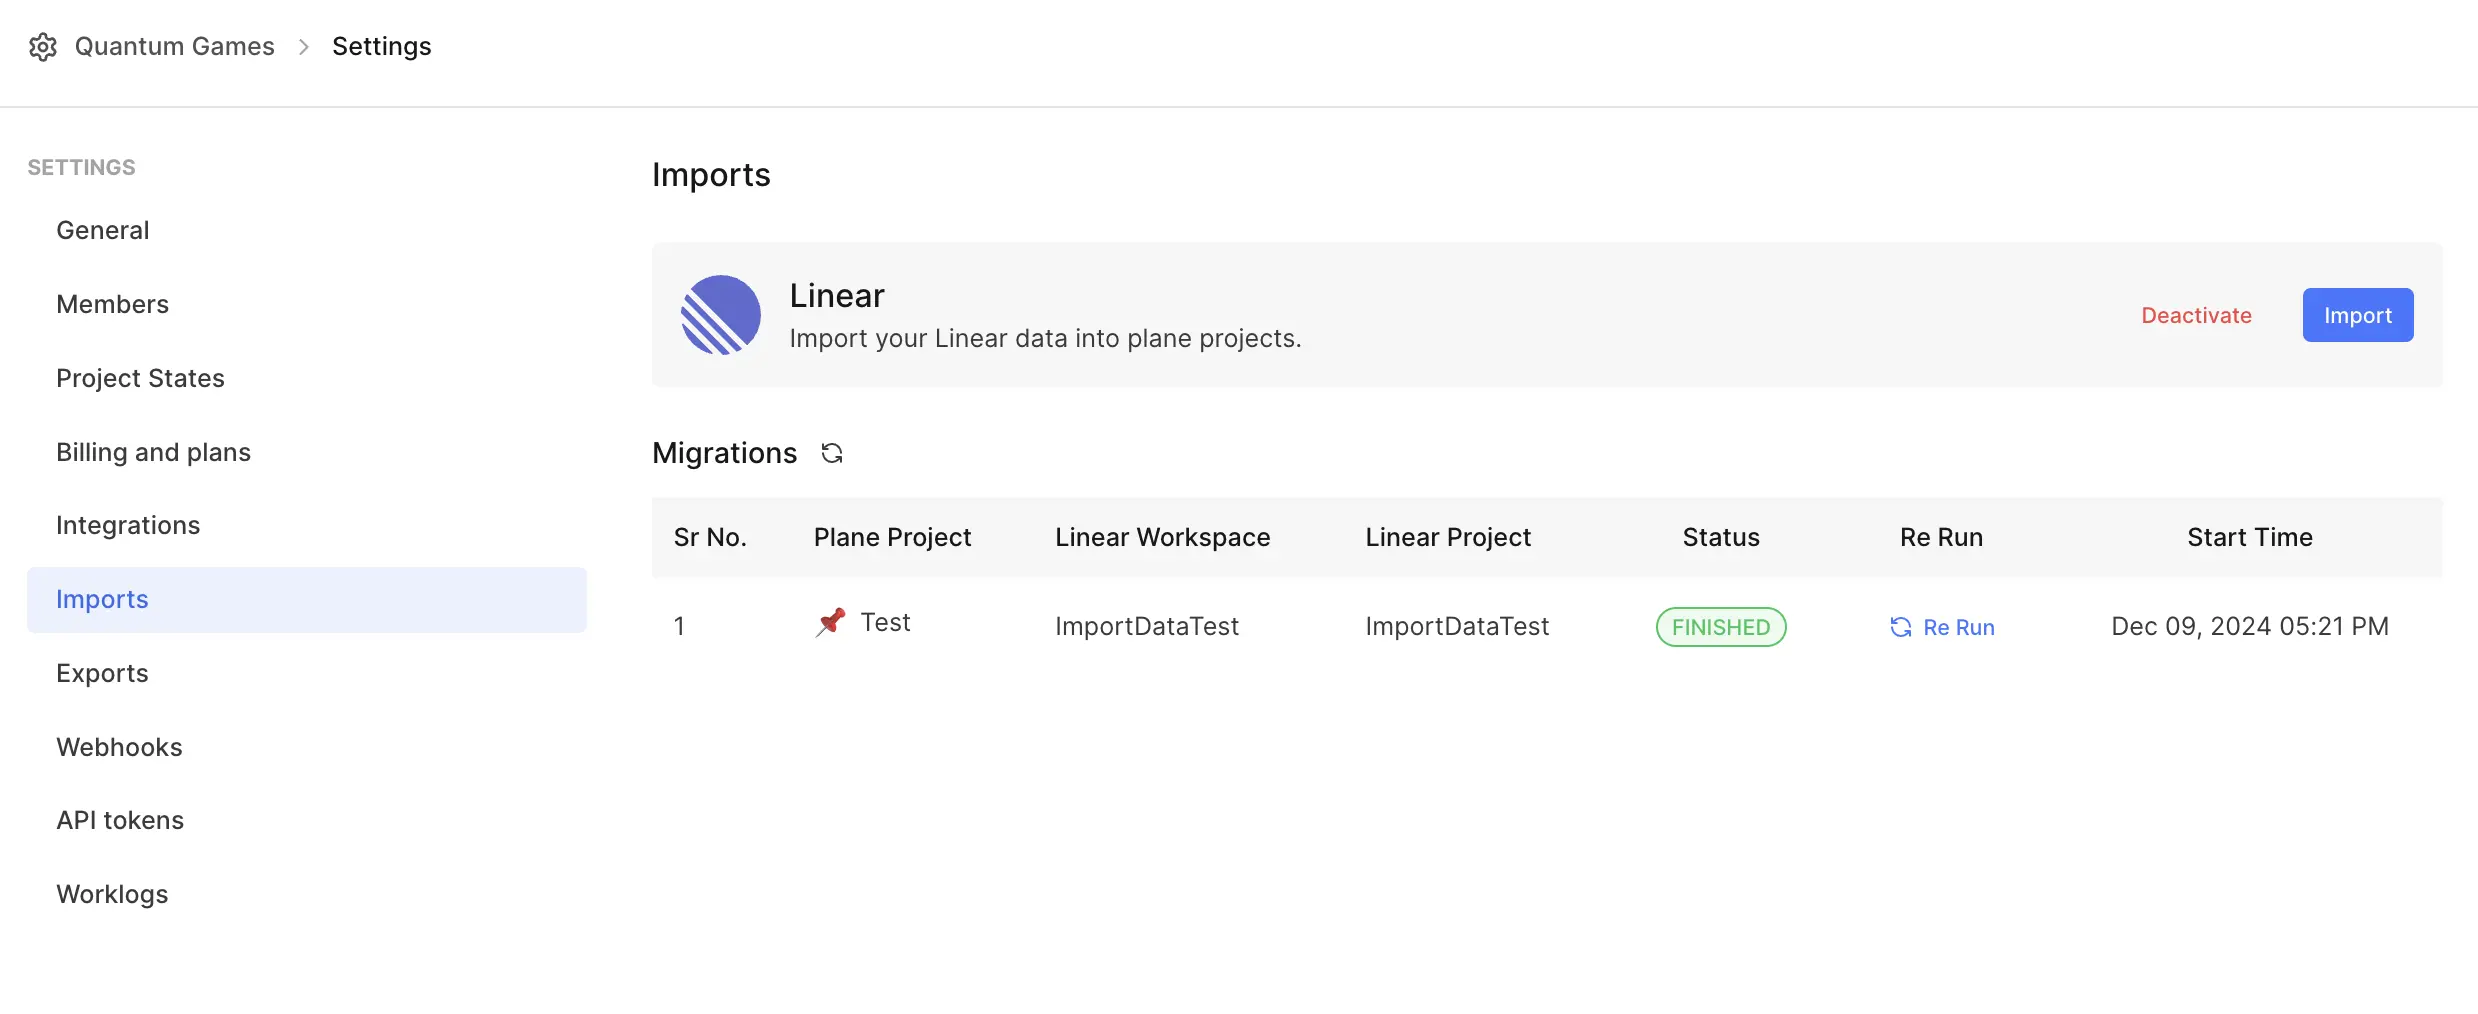 Quantum Games > Settings
SETTINGS
General
Members
Project States
Billing and plans
Integrations
Imports
Exports
Webhooks
API tokens
Worklogs
Imports
Linear
Import your Linear data into plane projects.
Deactivate
Import
Migrations
Sr No. Plane Project Linear Workspace Linear Project Status Re Run Start Time
1 Test ImportDataTest ImportDataTest FINISHED Re Run Dec 09, 2024 05:21 PM